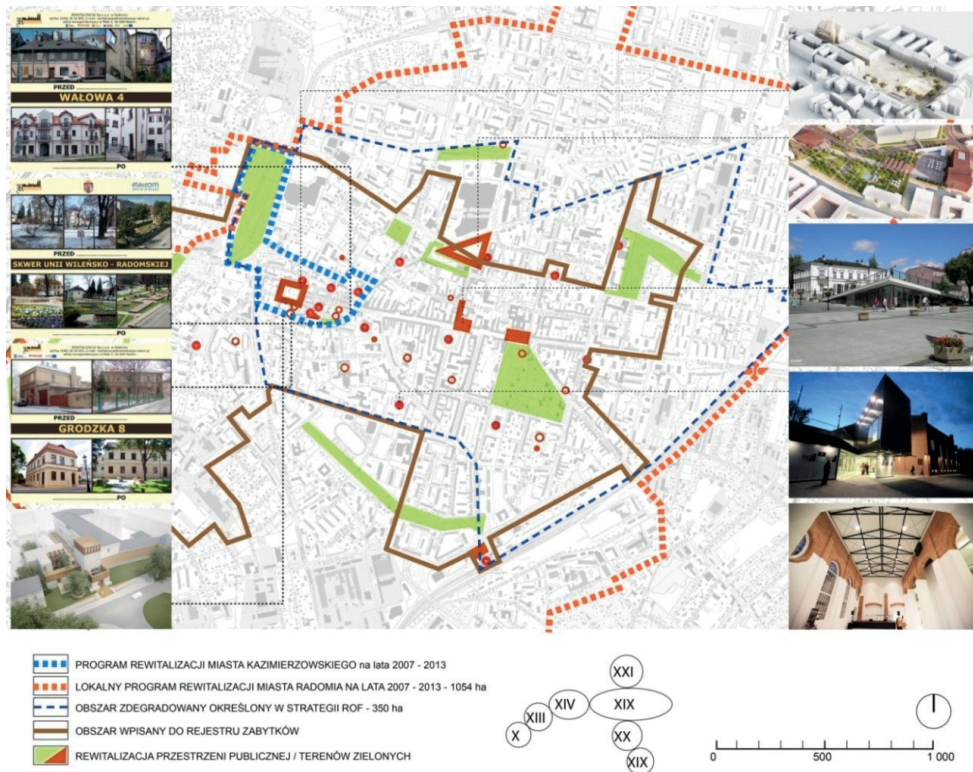 PRZED
WAŁOWA 4
PO
PRZED
SKWER UNII WILEŃSKO - RADOMSKIEJ
PO
PRZED
GRODZKA 8
PO
PROGRAM REWITALIZACJI MIASTA KAZIMIERZOWSKIEGO na lata 2007 - 2013
LOKALNY PROGRAM REWITALIZACJI MIASTA RADOMIA NA LATA 2007 - 2013 - 1054 ha
OBSZAR ZDEGRADOWANY OKREŚLONY W STRATEGII ROF - 350 ha
OBSZAR WPISANY DO REJESTRU ZABYTKÓW
REWITALIZACJA PRZESTRZENI PUBLICZNEJ / TERENÓW ZIELONYCH
XXI
XIV
XIX
XIII
X
XX
XIX
0 500 1 000